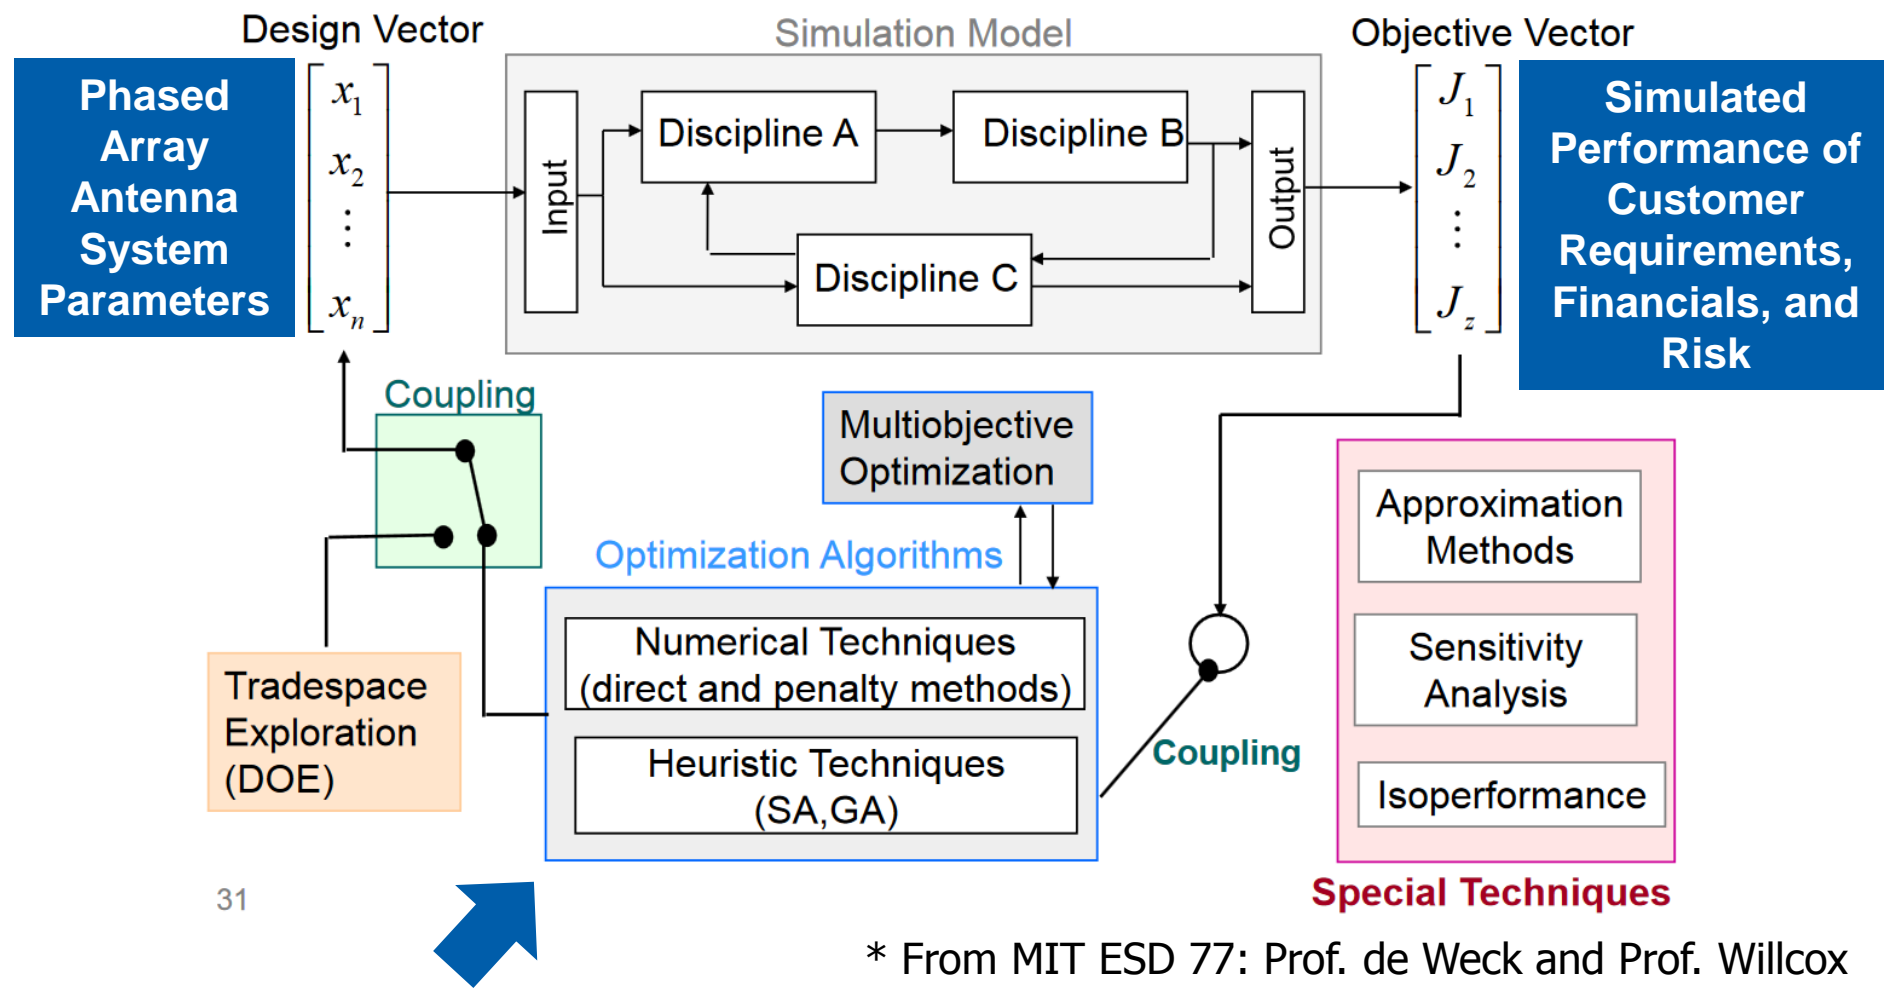 Design Vector
Simulation Model
Objective Vector
Phased
Array
Antenna
System
Parameters
x1
x2
⋮
xn
Input
Discipline A
Discipline B
Discipline C
Output
J1
J2
⋮
Jz
Simulated
Performance of
Customer
Requirements,
Financials, and
Risk
Coupling
Multiobjective
Optimization
Optimization Algorithms
Numerical Techniques
(direct and penalty methods)
Heuristic Techniques
(SA,GA)
Tradespace
Exploration
(DOE)
Coupling
Approximation
Methods
Sensitivity
Analysis
Isoperformance
Special Techniques
31
* From MIT ESD 77: Prof. de Weck and Prof. Willcox